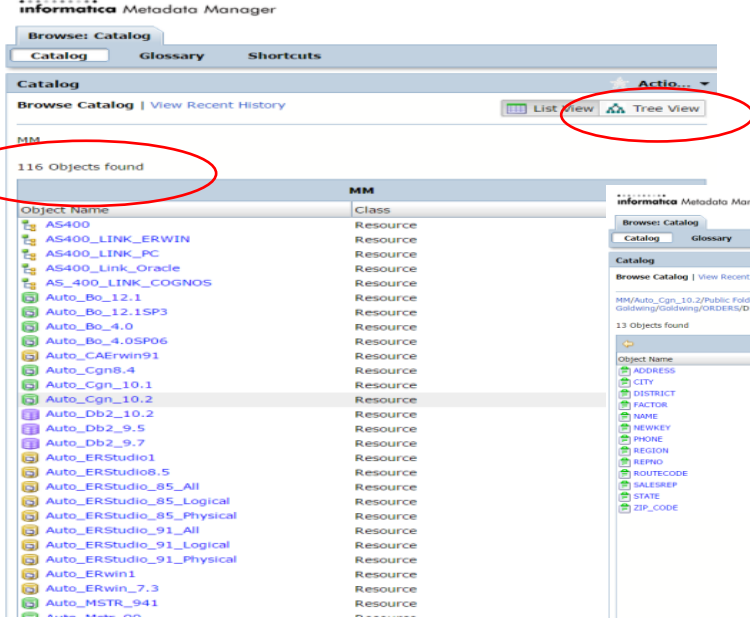 informatica Metadata Manager
Browse: Catalog
Catalog Glossary Shortcuts
Catalog Actio...
Browse Catalog | View Recent History List View Tree View
MM
116 Objects found
MM
Object Name Class
AS400 Resource
AS400_LINK_ERWIN Resource
AS400_LINK_PC Resource
AS400_Link_Oracle Resource
AS_400_LINK_COGNOS Resource
Auto_Bo_12.1 Resource
Auto_Bo_12.1SP3 Resource
Auto_Bo_4.0 Resource
Auto_Bo_4.0SP06 Resource
Auto_CAErwin91 Resource
Auto_Cgn8.4 Resource
Auto_Cgn_10.1 Resource
Auto_Cgn_10.2 Resource
Auto_Db2_10.2 Resource
Auto_Db2_9.5 Resource
Auto_Db2_9.7 Resource
Auto_ERStudio1 Resource
Auto_ERStudio8.5 Resource
Auto_ERStudio_85_All Resource
Auto_ERStudio_85_Logical Resource
Auto_ERStudio_85_Physical Resource
Auto_ERStudio_91_All Resource
Auto_ERStudio_91_Logical Resource
Auto_ERStudio_91_Physical Resource
Auto_ERwin1 Resource
Auto_ERwin_7.3 Resource
Auto_MSTR_941 Resource
informatica Metadata Mar
Browse: Catalog
Catalog Glossary
Catalog
Browse Catalog | View Recent
MM/Auto_Cgn_10.2/Public Fold
Goldwing/Goldwing/ORDERS/D
13 Objects found
Object Name
ADDRESS
CITY
DISTRICT
FACTOR
NAME
NEWKEY
PHONE
REGION
REPNO
ROUTECODE
SALESREP
STATE
ZIP_CODE